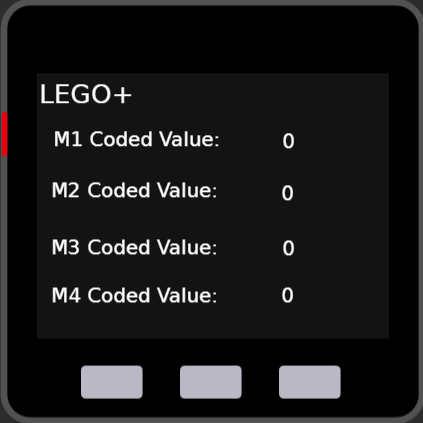 LEGO+
M1 Coded Value: 0
M2 Coded Value: 0
M3 Coded Value: 0
M4 Coded Value: 0